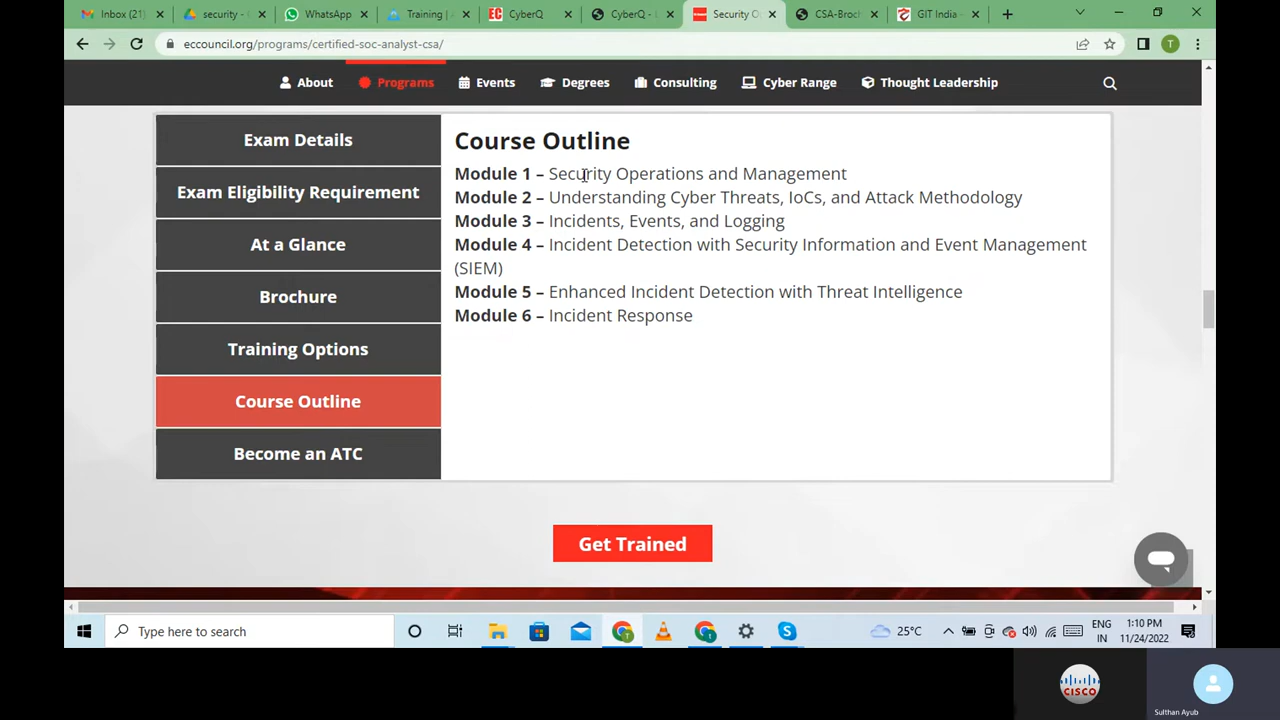 Inbox (21)
security -
WhatsApp
Training | A
EC CyberQ
CyberQ - L
Security O
CSA-Broch
GIT India –
eccouncil.org/programs/certified-soc-analyst-csa/
T
About
Programs
Events
Degrees
Consulting
Cyber Range
Thought Leadership
Exam Details
Exam Eligibility Requirement
At a Glance
Brochure
Training Options
Course Outline
Become an ATC
Course Outline
Module 1 – Security Operations and Management
Module 2 – Understanding Cyber Threats, IoCs, and Attack Methodology
Module 3 – Incidents, Events, and Logging
Module 4 – Incident Detection with Security Information and Event Management
(SIEM)
Module 5 – Enhanced Incident Detection with Threat Intelligence
Module 6 – Incident Response
Get Trained
Type here to search
25°C
ENG
IN
1:10 PM
11/24/2022
CISCO
Sulthan Ayub